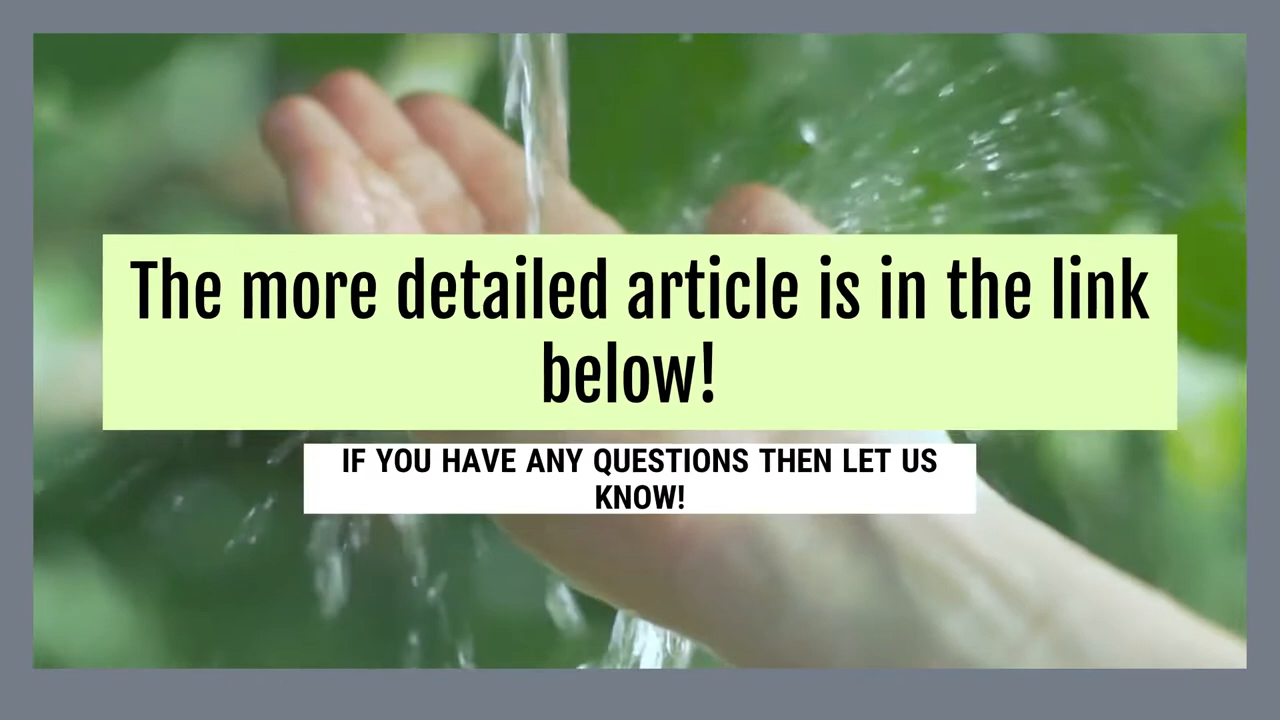 The more detailed article is in the link
below!
IF YOU HAVE ANY QUESTIONS THEN LET US
KNOW!